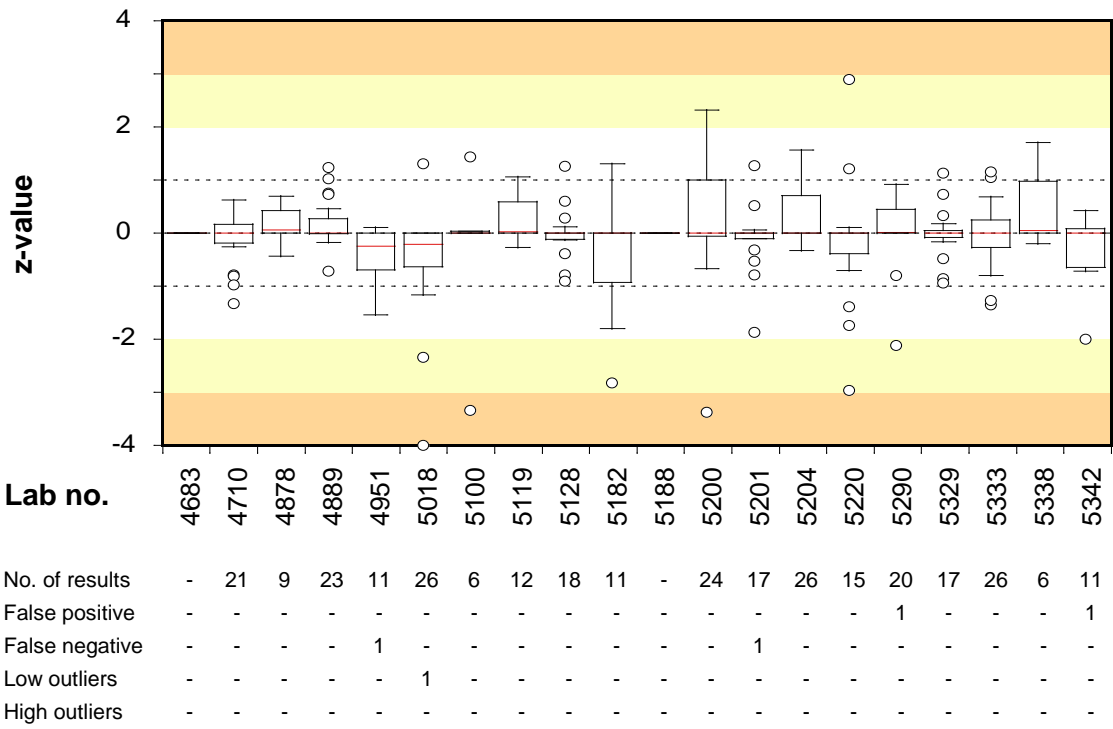 4
2
0
-2
-4
z-value
Lab no. 4683 4710 4878 4889 4951 5018 5100 5119 5128 5182 5188 5200 5201 5204 5220 5290 5329 5333 5338 5342
No. of results - 21 9 23 11 26 6 12 18 11 - 24 17 26 15 20 17 26 6 11
False positive - - - - - - - - - - - - - - - 1 - - - 1
False negative - - - - 1 - - - - - - - 1 - - - - - - -
Low outliers - - - - - 1 - - - - - - - - - - - - - -
High outliers - - - - - - - - - - - - - - - - - - - -